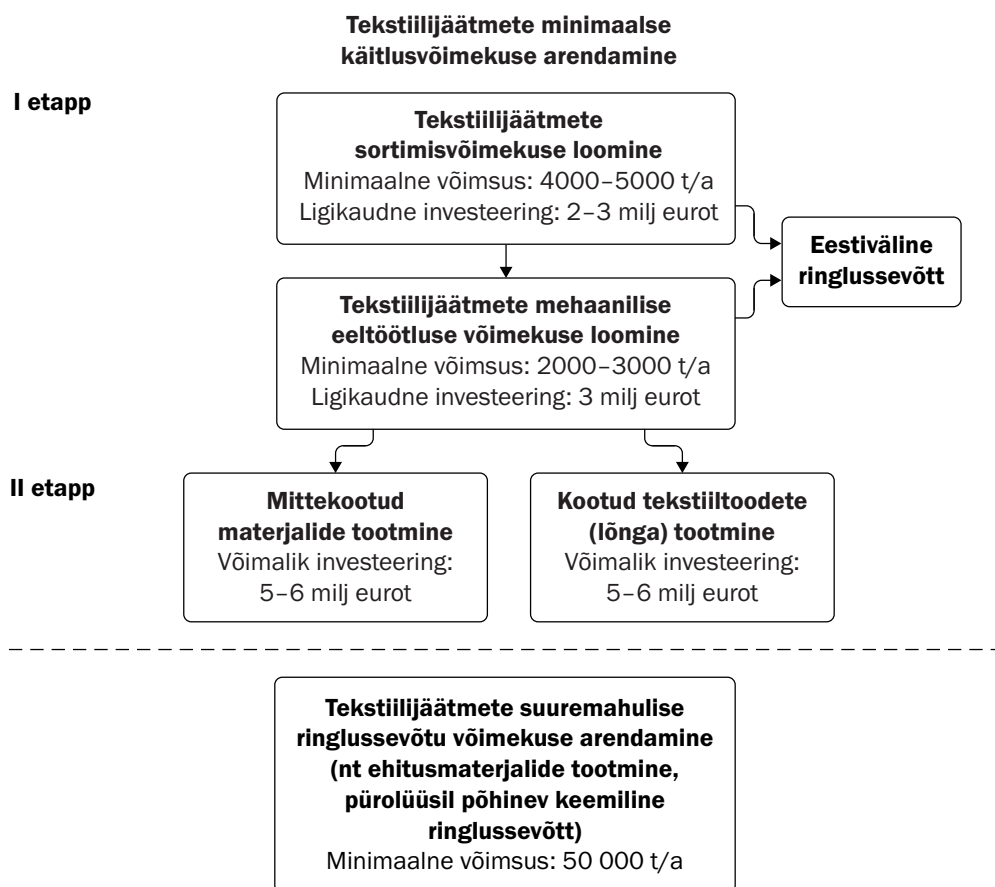 Tekstiilijäätmete minimaalse
käitlusvõimekuse arendamine
I etapp
Tekstiilijäätmete
sortimisvõimekuse loomine
Minimaalne võimsus: 4000–5000 t/a
Ligikaudne investeering: 2–3 milj eurot
Eestiväline
ringlussevõtt
Tekstiilijäätmete mehaanilise
eeltöötluse võimekuse loomine
Minimaalne võimsus: 2000–3000 t/a
Ligikaudne investeering: 3 milj eurot
II etapp
Mittekootud
materjalide tootmine
Võimalik investeering:
5–6 milj eurot
Kootud tekstiiltoodete
(lõnga) tootmine
Võimalik investeering:
5–6 milj eurot
Tekstiilijäätmete suuremahulise
ringlussevõtu võimekuse arendamine
(nt ehitusmaterjalide tootmine,
pürolüüsil põhinev keemiline
ringlussevõtt)
Minimaalne võimsus: 50 000 t/a